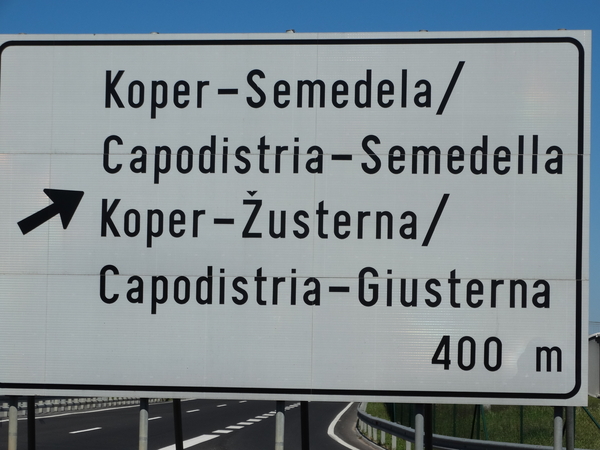 Koper-Semedela/
Capodistria-Semedella
Koper-Žusterna/
Capodistria-Giusterna
400 m